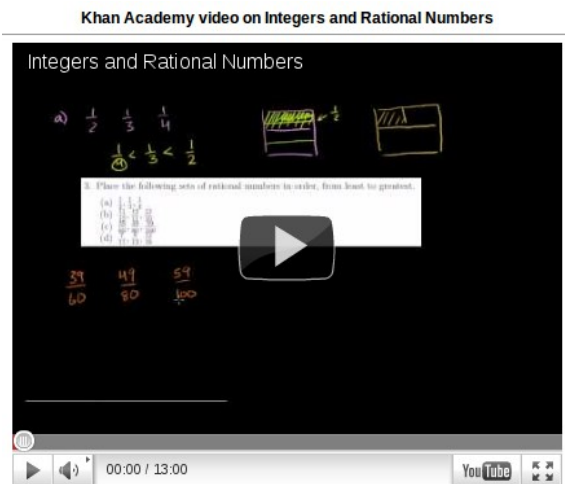 Khan Academy video on Integers and Rational Numbers
Integers and Rational Numbers
a) 1/2 1/3 1/4
1/2
1/4 < 1/3 < 1/2
3. Place the following sets of rational numbers in order, from least to greatest.
(a)
(b)
(c)
(d)
39/60 49/80 59/100
00:00 / 13:00
YouTube